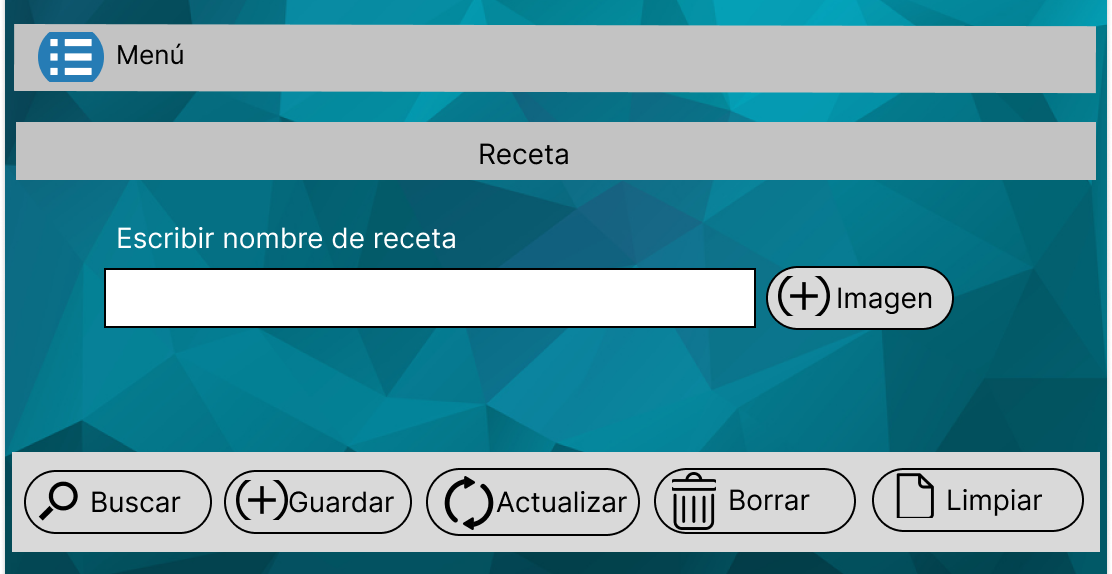 Menú
Receta
Escribir nombre de receta
Imagen
Buscar Guardar Actualizar Borrar Limpiar